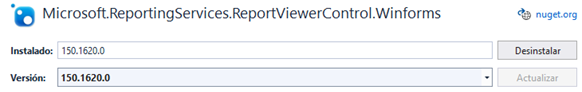 Microsoft.ReportingServices.ReportViewerControl.Winforms
nuget.org
Instalado: 150.1620.0 Desinstalar
Versión: 150.1620.0 Actualizar